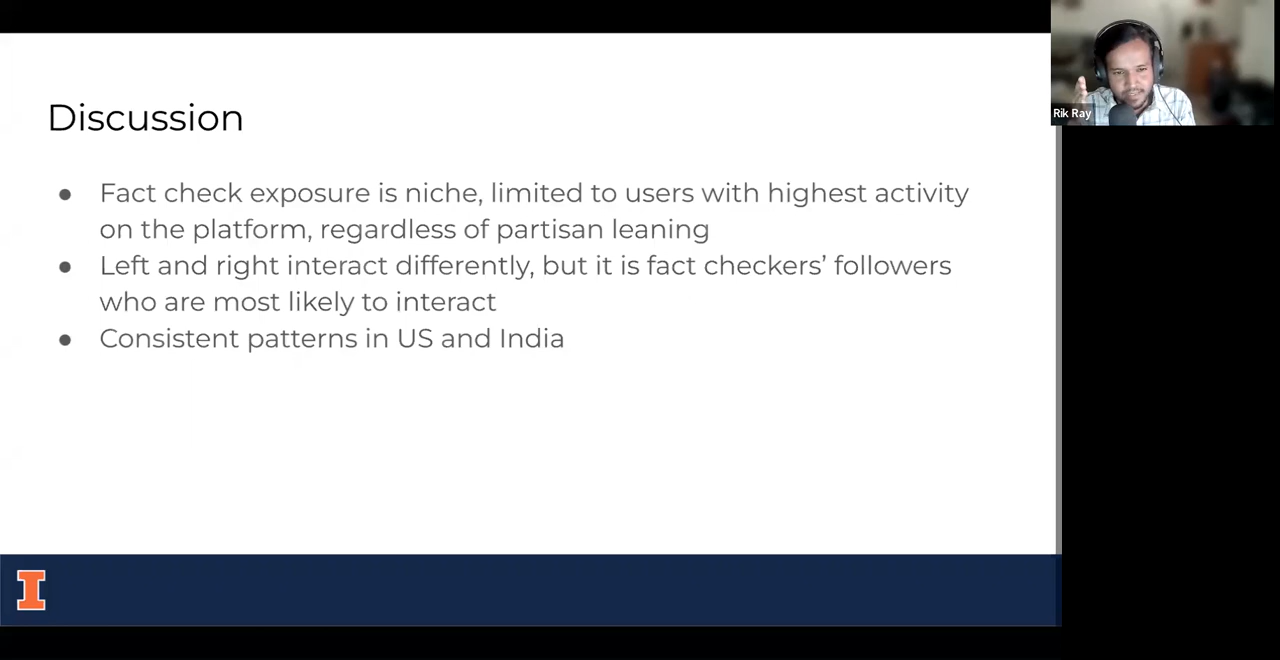 Rik Ray
Discussion
● Fact check exposure is niche, limited to users with highest activity
on the platform, regardless of partisan leaning
● Left and right interact differently, but it is fact checkers’ followers
who are most likely to interact
● Consistent patterns in US and India
I